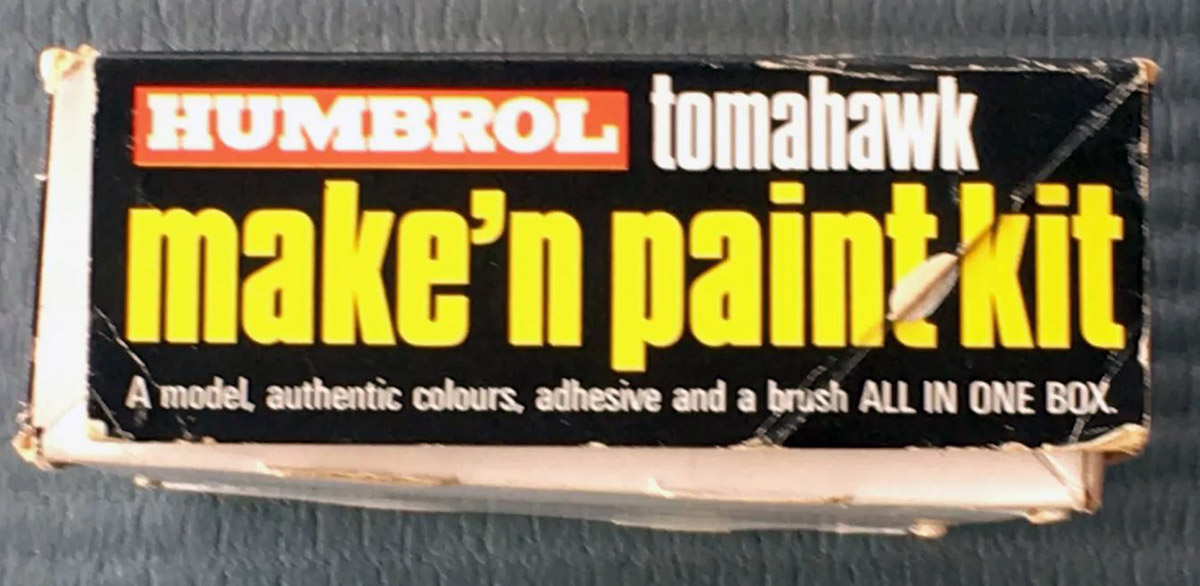 HUMBROL tomahawk
make'n paint kit
A model, authentic colours, adhesive and a brush ALL IN ONE BOX.